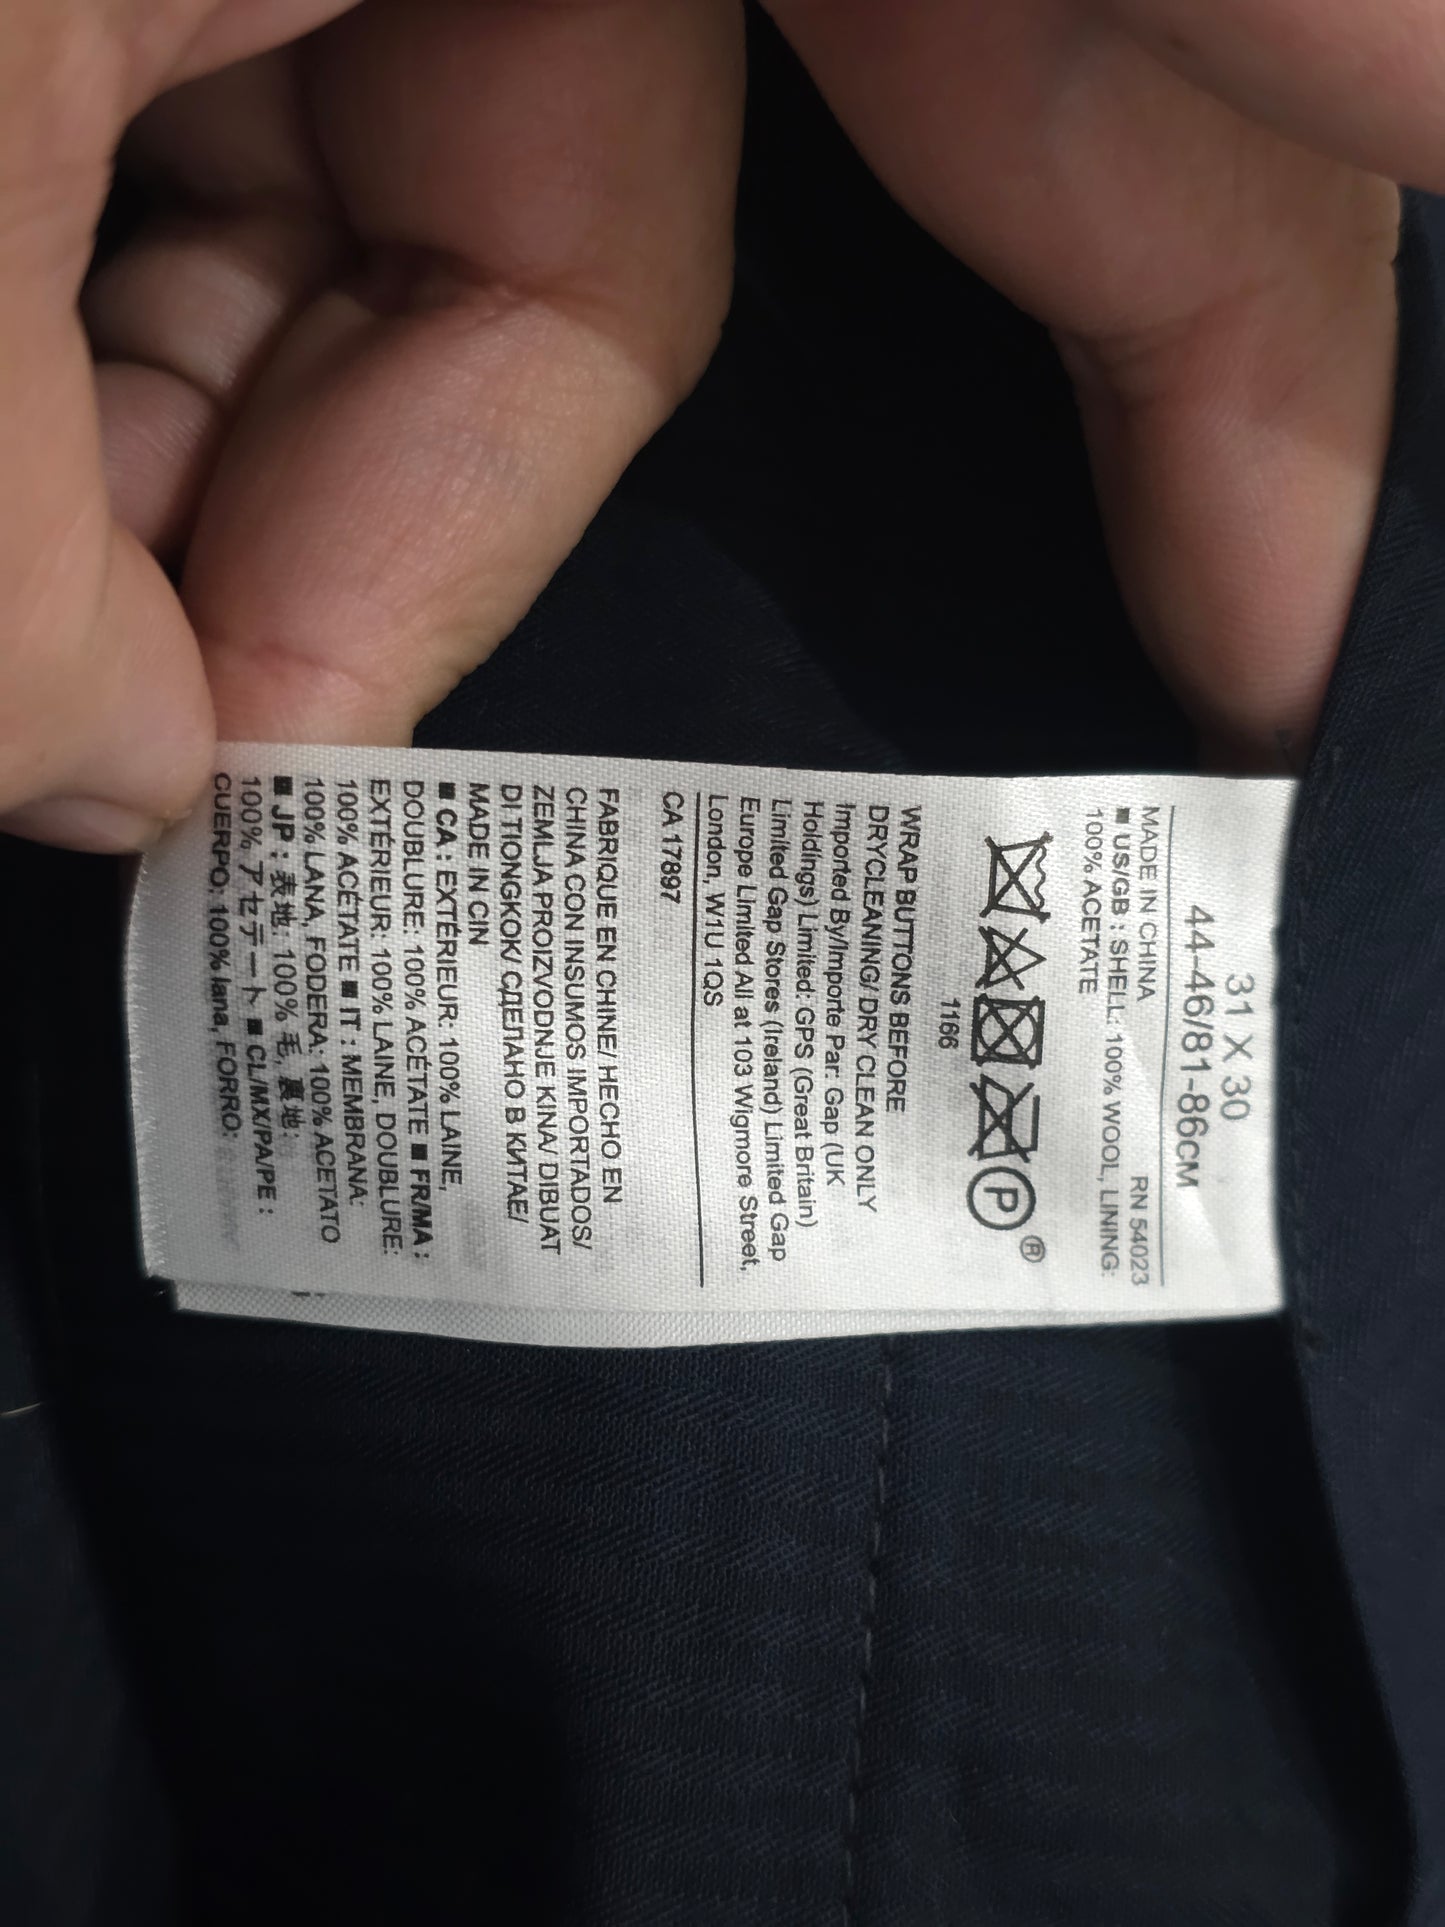 31 X 30
44-46/81-86CM
RN 54023
MADE IN CHINA
■ US/GB : SHELL: 100% WOOL, LINING:
100% ACETATE
®
P
1166
WRAP BUTTONS BEFORE
DRYCLEANING/ DRY CLEAN ONLY
Imported By/Importe Par: Gap (UK
Holdings) Limited: GPS (Great Britain)
Limited Gap Stores (Ireland) Limited Gap
Europe Limited All at 103 Wigmore Street,
London, W1U 1QS
CA 17897
FABRIQUE EN CHINE/ HECHO EN
CHINA CON INSUMOS IMPORTADOS/
ZEMLJA PROIZVODNJE KINA/ DIBUAT
DI TIONGKOK/ СДЕЛАНО В КИТАЕ/
MADE IN CIN
■ CA : EXTÉRIEUR: 100% LAINE,
DOUBLURE: 100% ACÉTATE ■ FR/MA :
EXTÉRIEUR: 100% LAINE, DOUBLURE:
100% ACÉTATE ■ IT : MEMBRANA:
100% LANA, FODERA: 100% ACETATO
■ JP : 表地: 100% 毛, 裏地:
100% アセテート ■ CL/MX/PA/PE :
CUERPO: 100% lana, FORRO: